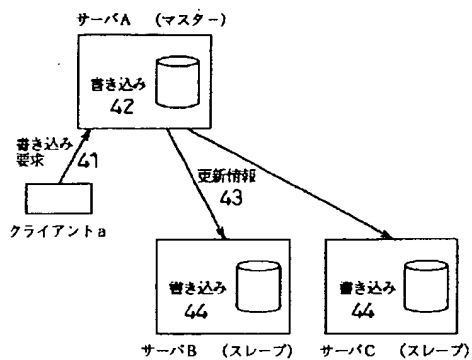 サーバA （マスター）
書き込み
42
書き込み
要求
41
クライアントa
更新情報
43
書き込み
44
書き込み
44
サーバB （スレーブ）
サーバC （スレーブ）